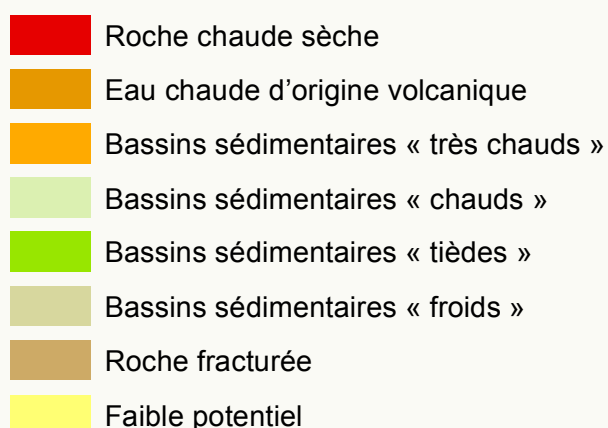 Roche chaude sèche
Eau chaude d’origine volcanique
Bassins sédimentaires « très chauds »
Bassins sédimentaires « chauds »
Bassins sédimentaires « tièdes »
Bassins sédimentaires « froids »
Roche fracturée
Faible potentiel